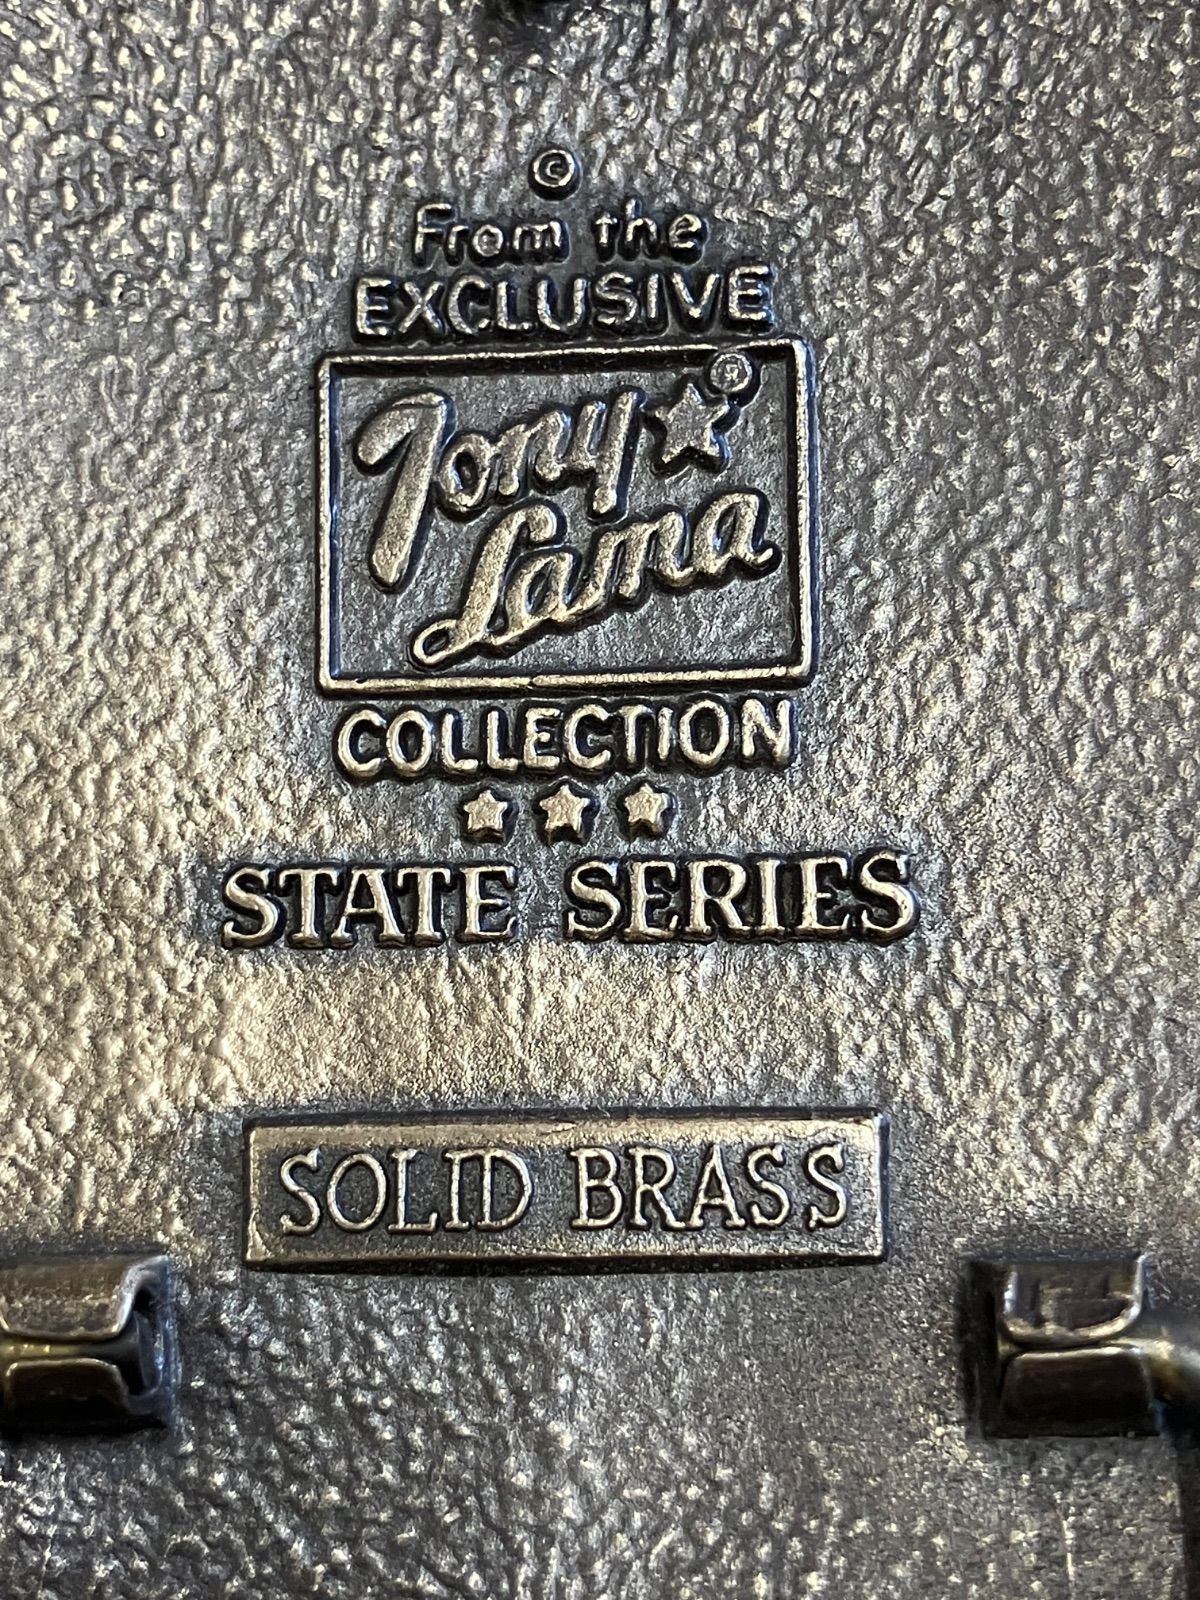 ©
From the
EXCLUSIVE
Tony ®
Lama
COLLECTION
STATE SERIES
SOLID BRASS